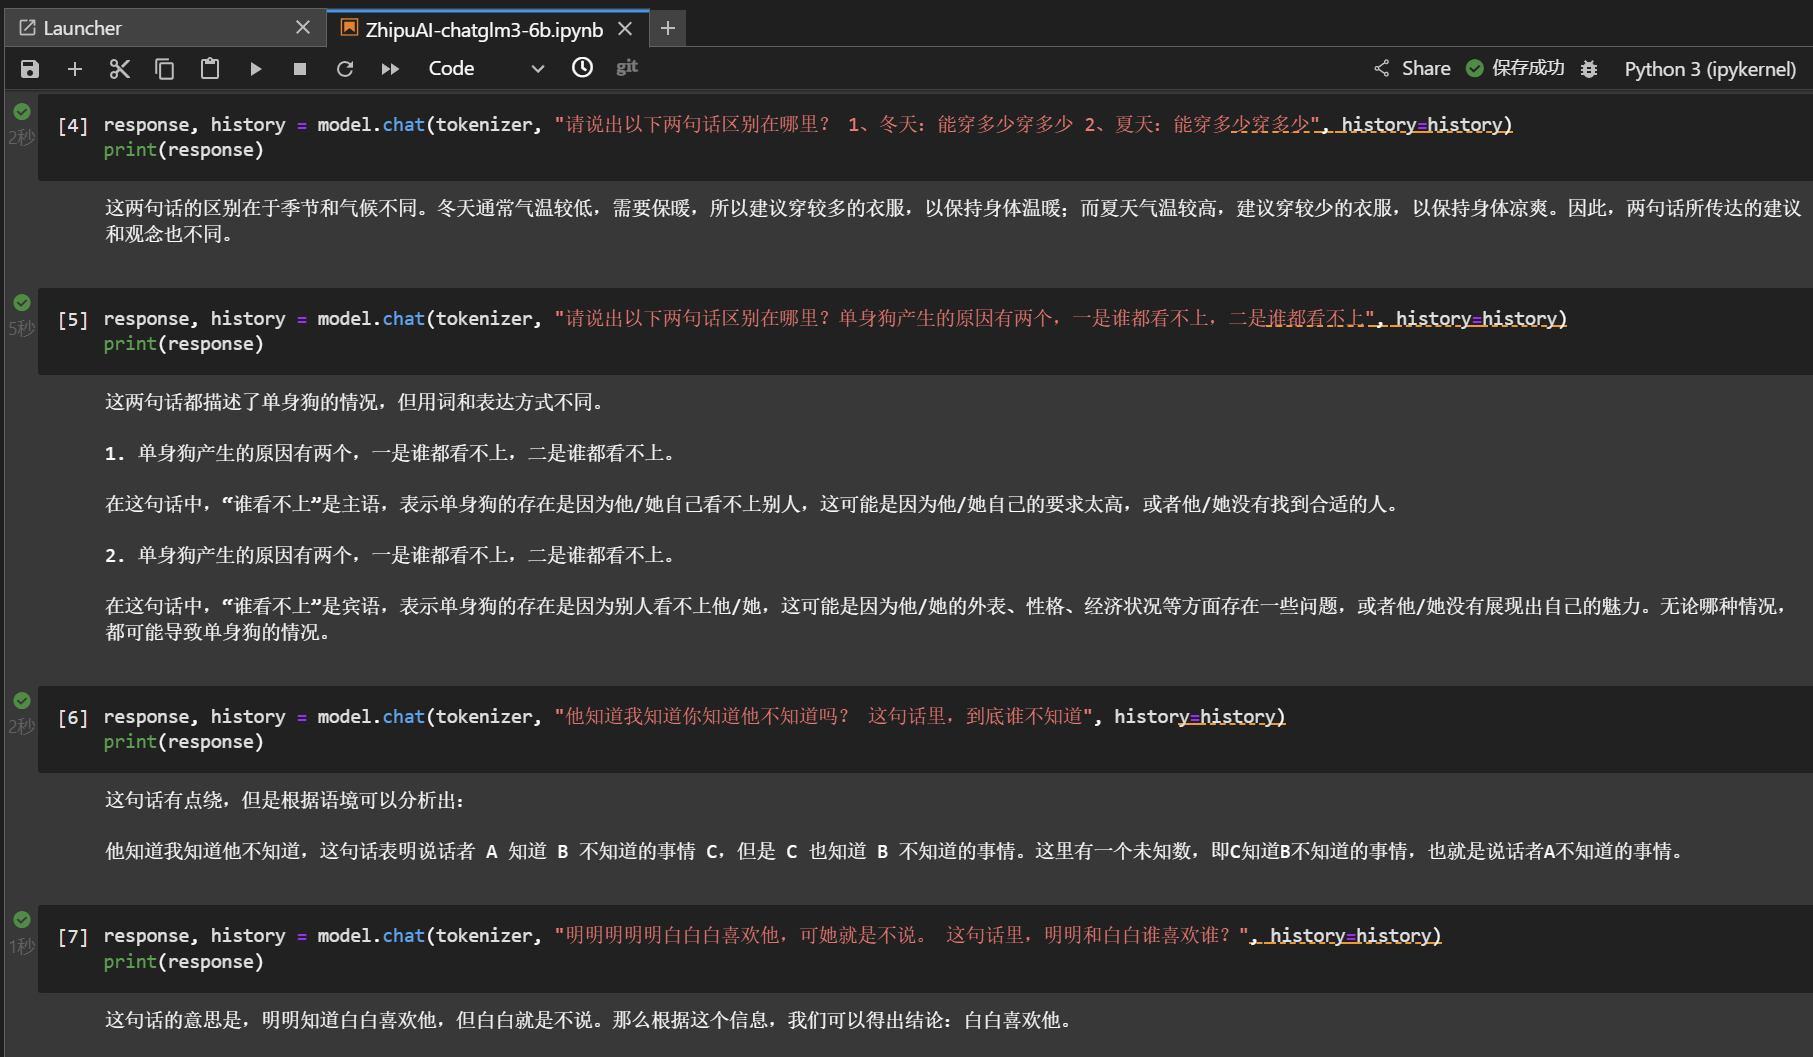 Launcher
ZhipuAI-chatglm3-6b.ipynb
Code
git
Share
保存成功
Python 3 (ipykernel)
2秒
[4] response, history = model.chat(tokenizer, "请说出以下两句话区别在哪里？ 1、冬天：能穿多少穿多少 2、夏天：能穿多少穿多少", history=history)
print(response)
这两句话的区别在于季节和气候不同。冬天通常气温较低，需要保暖，所以建议穿较多的衣服，以保持身体温暖；而夏天气温较高，建议穿较少的衣服，以保持身体凉爽。因此，两句话所传达的建议
和观念也不同。
5秒
[5] response, history = model.chat(tokenizer, "请说出以下两句话区别在哪里？单身狗产生的原因有两个，一是谁都看不上，二是谁都看不上", history=history)
print(response)
这两句话都描述了单身狗的情况，但用词和表达方式不同。
1. 单身狗产生的原因有两个，一是谁都看不上，二是谁都看不上。
在这句话中，“谁看不上”是主语，表示单身狗的存在是因为他/她自己看不上别人，这可能是因为他/她自己的要求太高，或者他/她没有找到合适的人。
2. 单身狗产生的原因有两个，一是谁都看不上，二是谁都看不上。
在这句话中，“谁看不上”是宾语，表示单身狗的存在是因为别人看不上他/她，这可能是因为他/她的外表、性格、经济状况等方面存在一些问题，或者他/她没有展现出自己的魅力。无论哪种情况，
都可能导致单身狗的情况。
2秒
[6] response, history = model.chat(tokenizer, "他知道我知道你知道他不知道吗？ 这句话里，到底谁不知道", history=history)
print(response)
这句话有点绕，但是根据语境可以分析出：
他知道我知道他不知道，这句话表明说话者 A 知道 B 不知道的事情 C，但是 C 也知道 B 不知道的事情。这里有一个未知数，即C知道B不知道的事情，也就是说话者A不知道的事情。
1秒
[7] response, history = model.chat(tokenizer, "明明明明明白白白喜欢他，可她就是不说。 这句话里，明明和白白谁喜欢谁？", history=history)
print(response)
这句话的意思是，明明知道白白喜欢他，但白白就是不说。那么根据这个信息，我们可以得出结论：白白喜欢他。